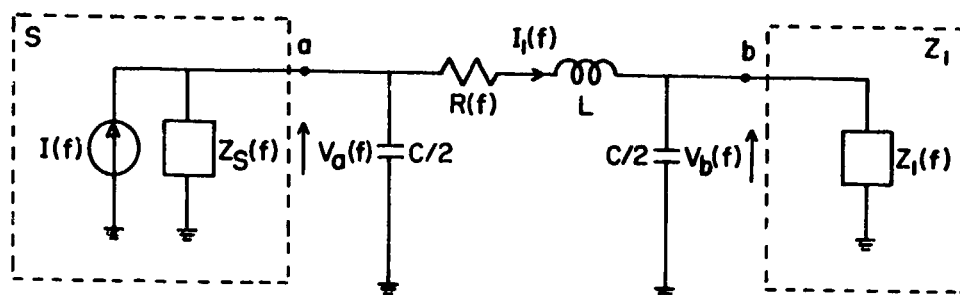 S
a
I₁(f)
b
Z₁
R(f)
L
I(f)
Z_S(f)
V_a(f)
C/2
C/2
V_b(f)
Z₁(f)